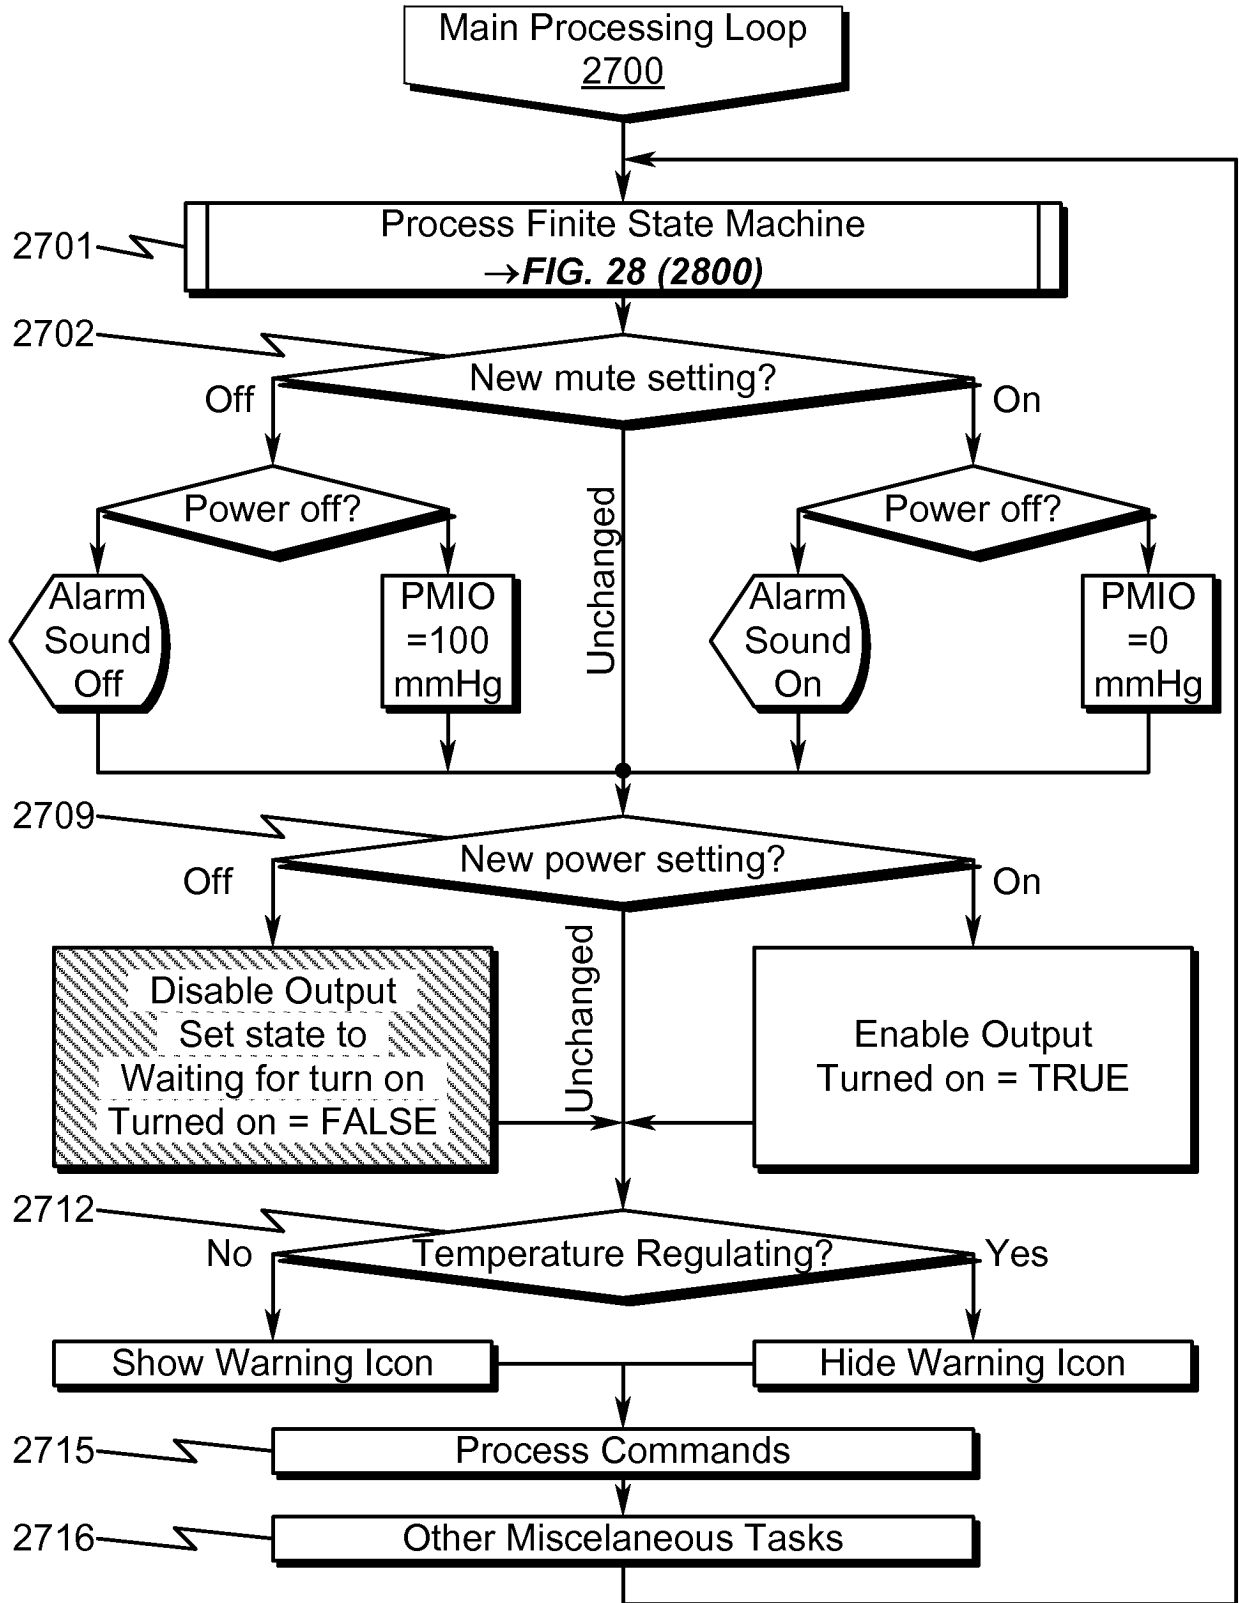 Main Processing Loop
2700
Process Finite State Machine
→FIG. 28 (2800)
2701
2702
New mute setting?
Off
On
Power off?
Unchanged
Power off?
Alarm
Sound
Off
PMIO
=100
mmHg
Alarm
Sound
On
PMIO
=0
mmHg
2709
New power setting?
Off
On
Disable Output
Set state to
Waiting for turn on
Turned on = FALSE
Unchanged
Enable Output
Turned on = TRUE
2712
Temperature Regulating?
No
Yes
Show Warning Icon
Hide Warning Icon
2715
Process Commands
2716
Other Miscelaneous Tasks